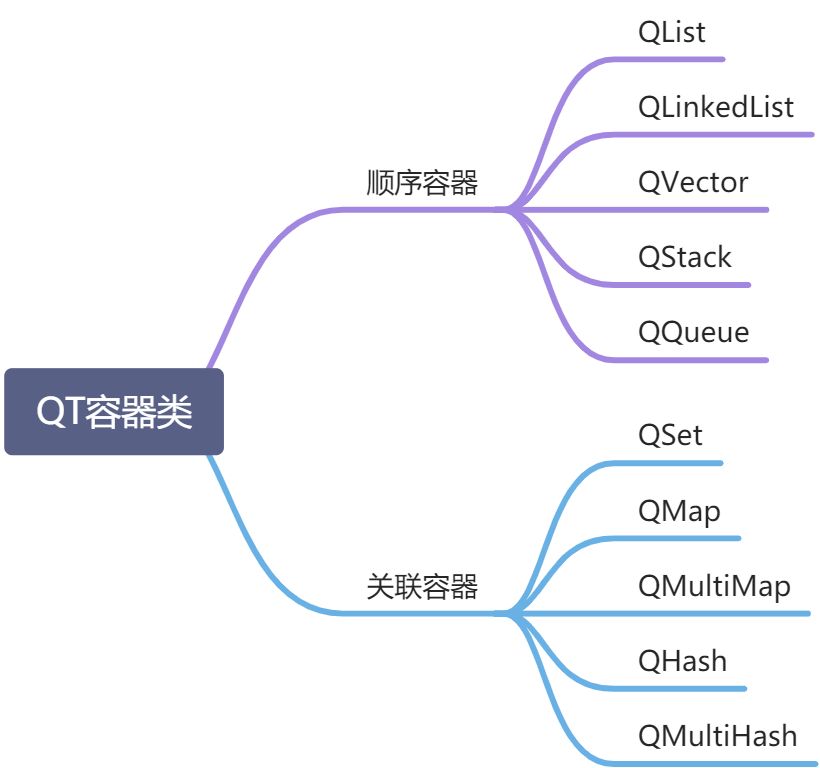 QT容器类
顺序容器
QList
QLinkedList
QVector
QStack
QQueue
关联容器
QSet
QMap
QMultiMap
QHash
QMultiHash